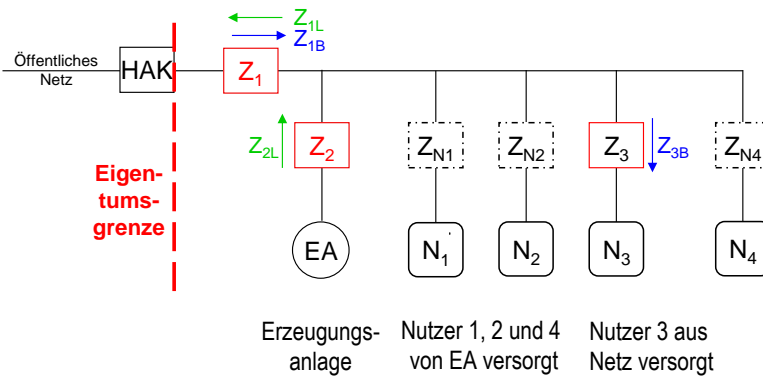 Z1L
Z1B
Öffentliches
Netz
HAK
Z1
Z2L
Z2
ZN1
ZN2
Z3
Z3B
ZN4
Eigen-
tums-
grenze
EA
N1
N2
N3
N4
Erzeugungs-
anlage
Nutzer 1, 2 und 4
von EA versorgt
Nutzer 3 aus
Netz versorgt